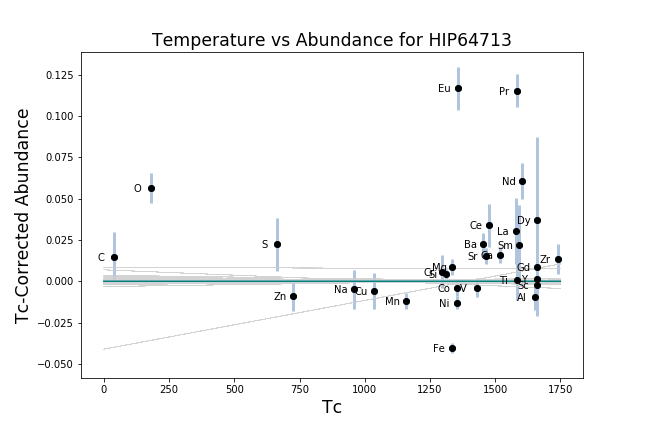 Temperature vs Abundance for HIP64713
Tc-Corrected Abundance
0.125
0.100
0.075
0.050
0.025
0.000
−0.025
−0.050
Eu
Pr
O
Nd
Dy
Ce
La
S
Ba
Sm
C
Sr
Ca
Zr
Mg
Gd
Si
Ti
Y
Sc
Na
Cu
Co
V
Zn
Al
Mn
Ni
Fe
0
250
500
750
1000
1250
1500
1750
Tc